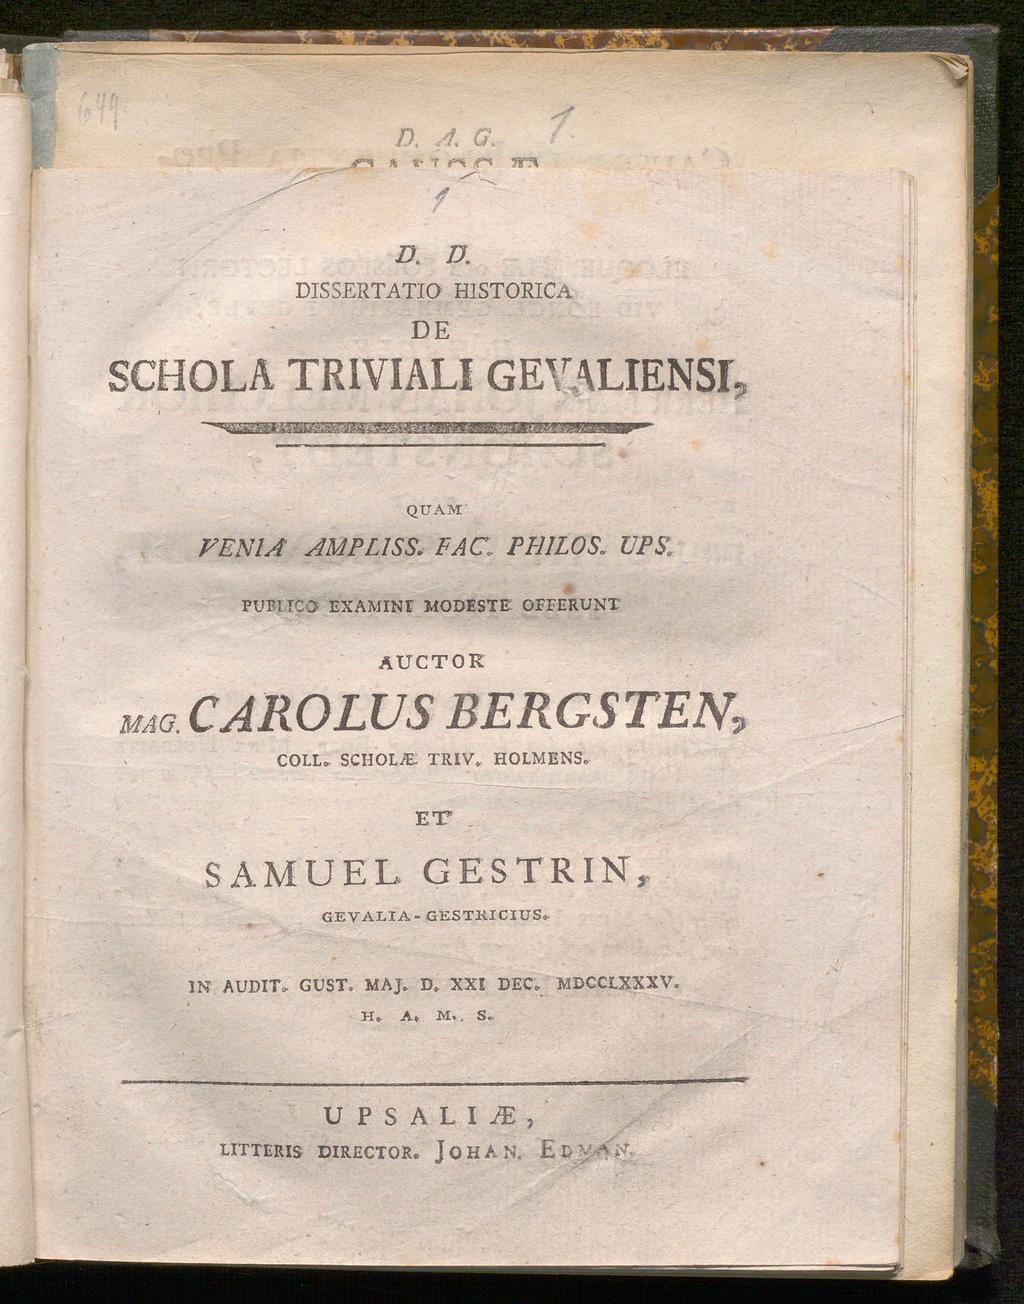 649
D. A. G. 1.
1
D. D.
DISSERTATIO HISTORICA
DE
SCHOLA TRIVIALI GEVALIENSI,
QUAM
VENIA AMPLISS. FAC. PHILOS. UPS.
PUBLICO EXAMINI MODESTE OFFERUNT
AUCTOR
MAG. CAROLUS BERGSTEN,
COLL. SCHOLÆ TRIV. HOLMENS.
ET
SAMUEL GESTRIN,
GEVALIA-GESTRICIUS.
IN AUDIT. GUST. MAJ. D. XXI DEC. MDCCLXXXV.
H. A. M. S.
UPSALIÆ,
LITTERIS DIRECTOR. JOHAN. EDMAN.